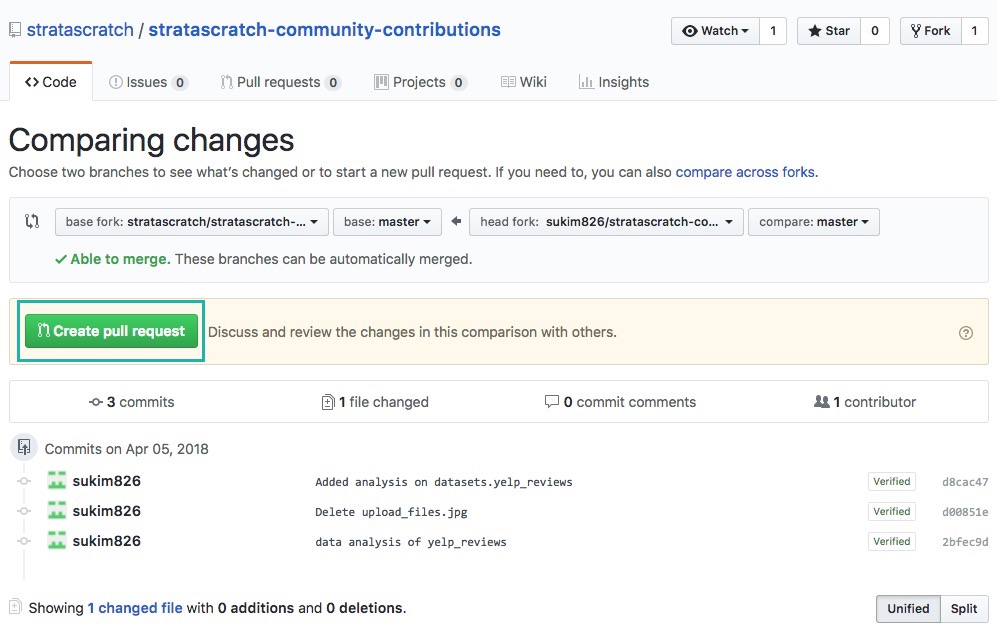 stratascratch / stratascratch-community-contributions Watch 1 Star 0 Fork 1
Code Issues 0 Pull requests 0 Projects 0 Wiki Insights
Comparing changes
Choose two branches to see what's changed or to start a new pull request. If you need to, you can also compare across forks.
base fork: stratascratch/stratascratch-... base: master head fork: sukim826/stratascratch-co... compare: master
Able to merge. These branches can be automatically merged.
Create pull request Discuss and review the changes in this comparison with others.
3 commits 1 file changed 0 commit comments 1 contributor
Commits on Apr 05, 2018
sukim826 Added analysis on datasets.yelp_reviews Verified d8cac47
sukim826 Delete upload_files.jpg Verified d00851e
sukim826 data analysis of yelp_reviews Verified 2bfec9d
Showing 1 changed file with 0 additions and 0 deletions. Unified Split